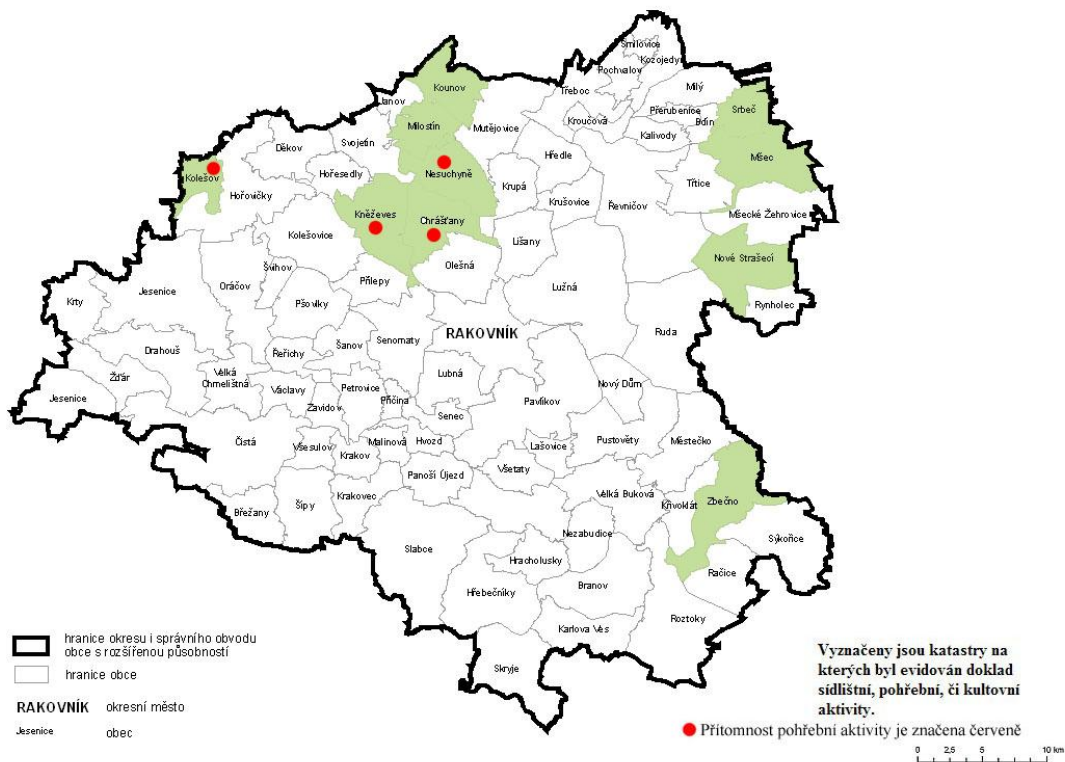 Smilovice
Kozojedy
Pochvalov
Kounov
Milý
Třeboc
Janov
Srbeč
Přerubenice
Bdín
Kroučová
Milostín
Mutějovice
Kalivody
Svojetín
Děkov
Hředle
Mšec
Nesuchyně
Hořesedly
Kolešov
Krupá
Třtice
Hořovičky
Krušovice
Řevničov
Kněževes
Chrášťany
Mšecké Žehrovice
Kolešovice
Lišany
Nové Strašecí
Olešná
Švihov
Přílepy
Lužná
Krty
Jesenice
Oráčov
Pšovlky
Rynholec
RAKOVNÍK
Ruda
Senomaty
Šanov
Drahouš
Řeřichy
Lubná
Velká
Chmelištná
Žďár
Václavy
Petrovice
Nový Dům
Jesenice
Příčina
Pavlíkov
Zavidov
Senec
Čistá
Malinová
Hvozd
Všesulov
Lašovice
Pustověty
Městečko
Krakov
Všetaty
Panoší Újezd
Velká Buková
Zbečno
Krakovec
Křivoklát
Šípy
Břežany
Nezabudice
Sýkořice
Slabce
Hracholusky
Račice
Branov
Hřebečníky
Roztoky
Karlova Ves
Skryje
hranice okresu i správního obvodu
obce s rozšířenou působností
hranice obce
RAKOVNÍK okresní město
Jesenice obec
Vyznačeny jsou katastry na
kterých byl evidován doklad
sídlištní, pohřební, či kultovní
aktivity.
Přítomnost pohřební aktivity je značena červeně
0 2,5 5 10 km